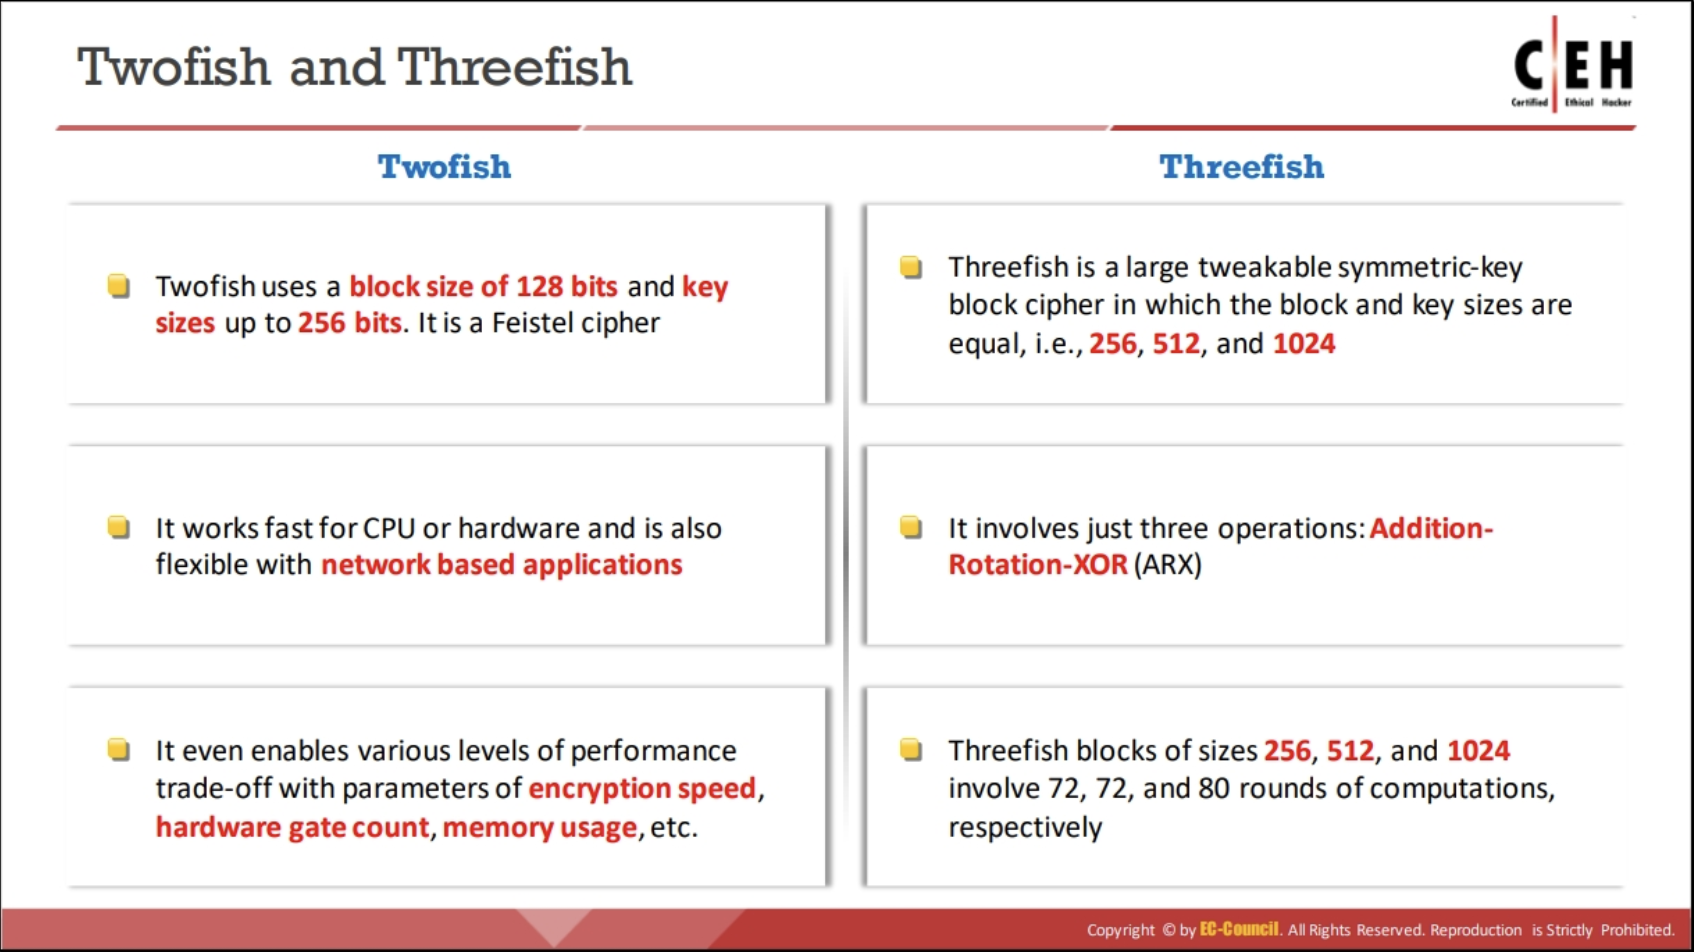 Twofish and Threefish
C|EH
Certified Ethical Hacker
Twofish
Twofish uses a block size of 128 bits and key
sizes up to 256 bits. It is a Feistel cipher
It works fast for CPU or hardware and is also
flexible with network based applications
It even enables various levels of performance
trade-off with parameters of encryption speed,
hardware gate count, memory usage, etc.
Threefish
Threefish is a large tweakable symmetric-key
block cipher in which the block and key sizes are
equal, i.e., 256, 512, and 1024
It involves just three operations: Addition-
Rotation-XOR (ARX)
Threefish blocks of sizes 256, 512, and 1024
involve 72, 72, and 80 rounds of computations,
respectively
Copyright © by EC-Council. All Rights Reserved. Reproduction is Strictly Prohibited.